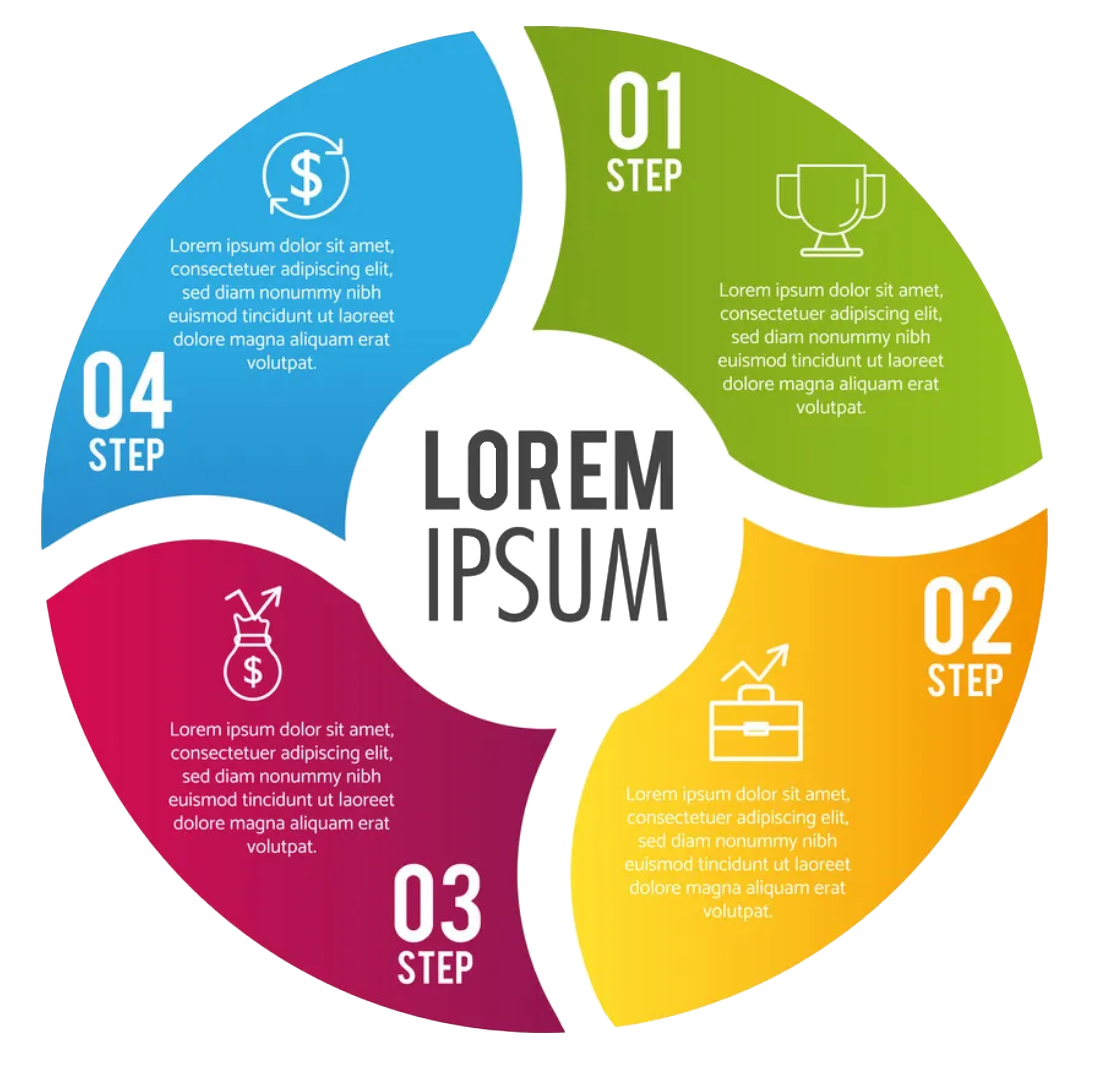 01
STEP
Lorem ipsum dolor sit amet,
consectetuer adipiscing elit,
sed diam nonummy nibh
euismod tincidunt ut laoreet
dolore magna aliquam erat
volutpat.
02
STEP
Lorem ipsum dolor sit amet,
consectetuer adipiscing elit,
sed diam nonummy nibh
euismod tincidunt ut laoreet
dolore magna aliquam erat
volutpat.
03
STEP
$
Lorem ipsum dolor sit amet,
consectetuer adipiscing elit,
sed diam nonummy nibh
euismod tincidunt ut laoreet
dolore magna aliquam erat
volutpat.
04
STEP
$
Lorem ipsum dolor sit amet,
consectetuer adipiscing elit,
sed diam nonummy nibh
euismod tincidunt ut laoreet
dolore magna aliquam erat
volutpat.
LOREM
IPSUM